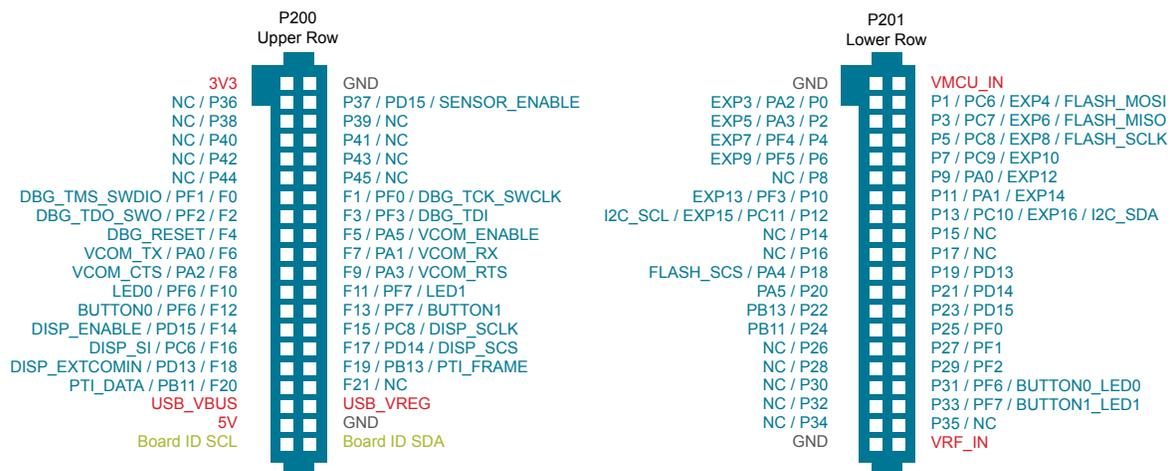 P200
Upper Row
3V3 GND
NC / P36 P37 / PD15 / SENSOR_ENABLE
NC / P38 P39 / NC
NC / P40 P41 / NC
NC / P42 P43 / NC
NC / P44 P45 / NC
DBG_TMS_SWDIO / PF1 / F0 F1 / PF0 / DBG_TCK_SWCLK
DBG_TDO_SWO / PF2 / F2 F3 / PF3 / DBG_TDI
DBG_RESET / F4 F5 / PA5 / VCOM_ENABLE
VCOM_TX / PA0 / F6 F7 / PA1 / VCOM_RX
VCOM_CTS / PA2 / F8 F9 / PA3 / VCOM_RTS
LED0 / PF6 / F10 F11 / PF7 / LED1
BUTTON0 / PF6 / F12 F13 / PF7 / BUTTON1
DISP_ENABLE / PD15 / F14 F15 / PC8 / DISP_SCLK
DISP_SI / PC6 / F16 F17 / PD14 / DISP_SCS
DISP_EXTCOMIN / PD13 / F18 F19 / PB13 / PTI_FRAME
PTI_DATA / PB11 / F20 F21 / NC
USB_VBUS USB_VREG
5V GND
Board ID SCL Board ID SDA
P201
Lower Row
GND VMCU_IN
EXP3 / PA2 / P0 P1 / PC6 / EXP4 / FLASH_MOSI
EXP5 / PA3 / P2 P3 / PC7 / EXP6 / FLASH_MISO
EXP7 / PF4 / P4 P5 / PC8 / EXP8 / FLASH_SCLK
EXP9 / PF5 / P6 P7 / PC9 / EXP10
NC / P8 P9 / PA0 / EXP12
EXP13 / PF3 / P10 P11 / PA1 / EXP14
I2C_SCL / EXP15 / PC11 / P12 P13 / PC10 / EXP16 / I2C_SDA
NC / P14 P15 / NC
NC / P16 P17 / NC
FLASH_SCS / PA4 / P18 P19 / PD13
PA5 / P20 P21 / PD14
PB13 / P22 P23 / PD15
PB11 / P24 P25 / PF0
NC / P26 P27 / PF1
NC / P28 P29 / PF2
NC / P30 P31 / PF6 / BUTTON0_LED0
NC / P32 P33 / PF7 / BUTTON1_LED1
NC / P34 P35 / NC
GND VRF_IN